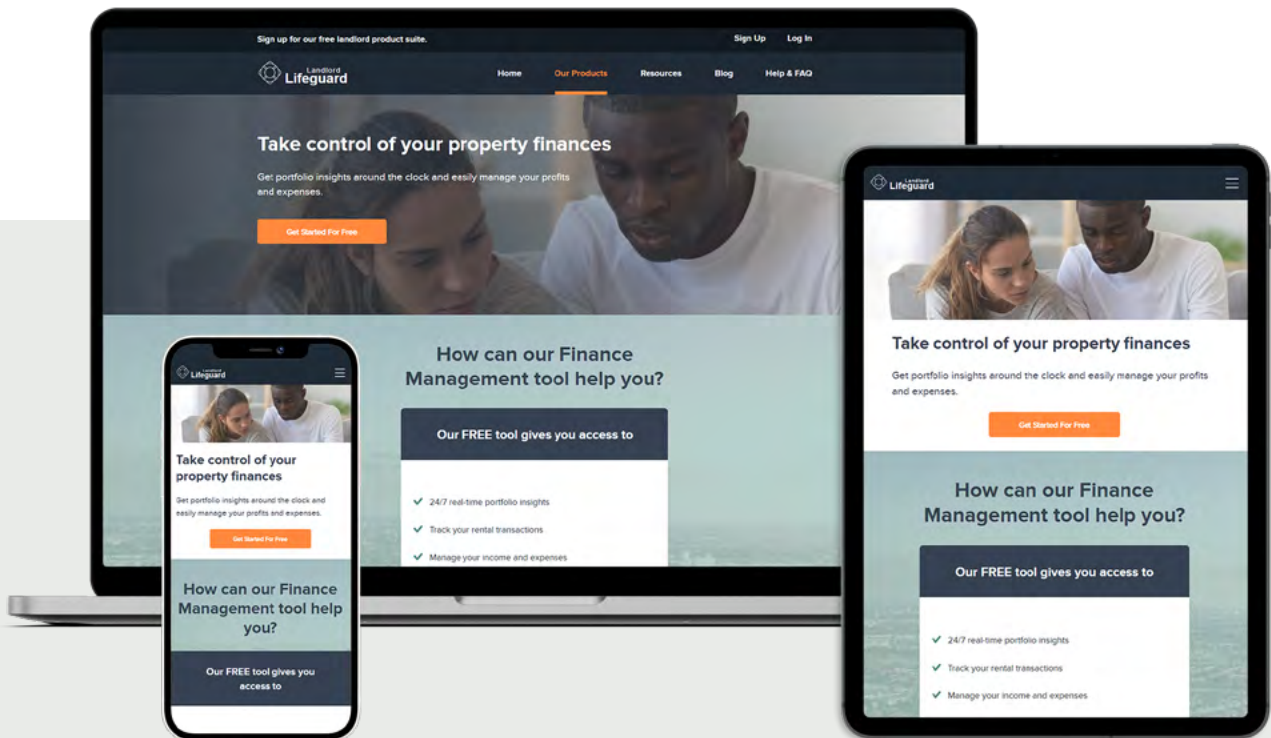 Sign up for our free landlord product suite.
Sign Up Log In
Landlord
Lifeguard
Home Our Products Resources Blog Help & FAQ
Take control of your property finances
Get portfolio insights around the clock and easily manage your profits
and expenses.
Get Started For Free
How can our Finance
Management tool help you?
Our FREE tool gives you access to
24/7 real-time portfolio insights
Track your rental transactions
Manage your income and expenses
Landlord
Lifeguard
Take control of your
property finances
Get portfolio insights around the clock and
easily manage your profits and expenses.
Get Started For Free
How can our Finance
Management tool help
you?
Our FREE tool gives you
access to
Landlord
Lifeguard
Take control of your property finances
Get portfolio insights around the clock and easily manage your profits
and expenses.
Get Started For Free
How can our Finance
Management tool help you?
Our FREE tool gives you access to
24/7 real-time portfolio insights
Track your rental transactions
Manage your income and expenses